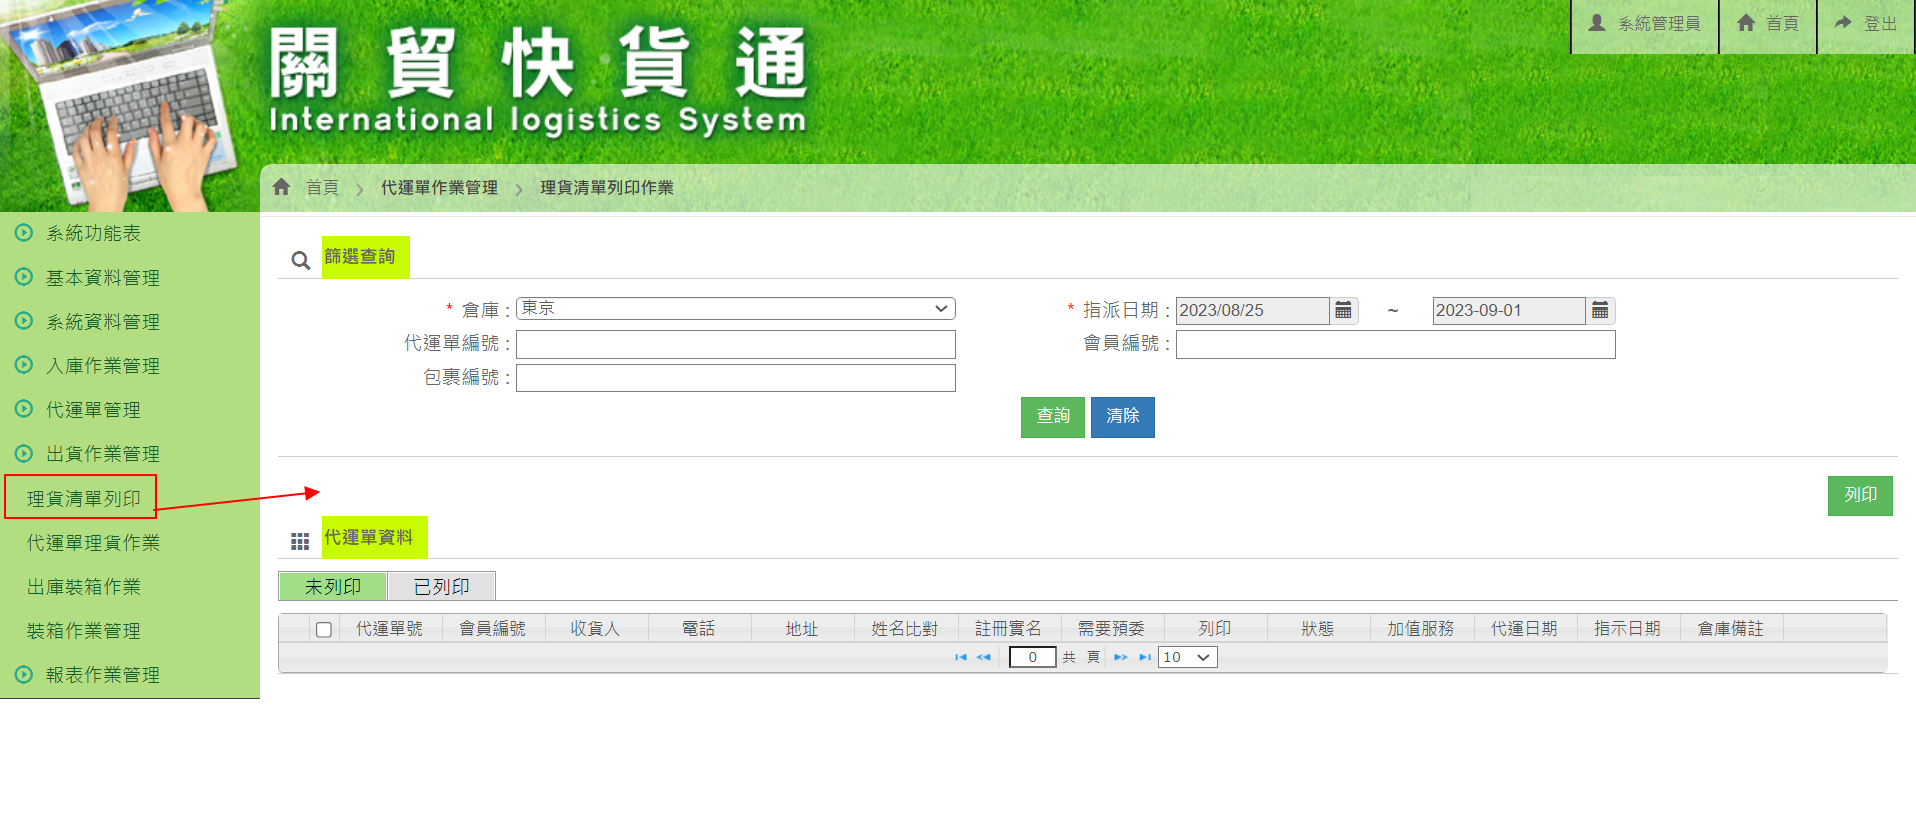 關貿快貨通
International logistics System
系統管理員
首頁
登出
首頁 > 代運單作業管理 > 理貨清單列印作業
系統功能表
基本資料管理
系統資料管理
入庫作業管理
代運單管理
出貨作業管理
理貨清單列印
代運單理貨作業
出庫裝箱作業
裝箱作業管理
報表作業管理
篩選查詢
* 倉庫 : 東京
* 指派日期 : 2023/08/25 ~ 2023-09-01
代運單編號 :
會員編號 :
包裹編號 :
查詢 清除
列印
代運單資料
未列印 已列印
代運單號 會員編號 收貨人 電話 地址 姓名比對 註冊實名 需要預委 列印 狀態 加值服務 代運日期 指示日期 倉庫備註
0 共 頁 10